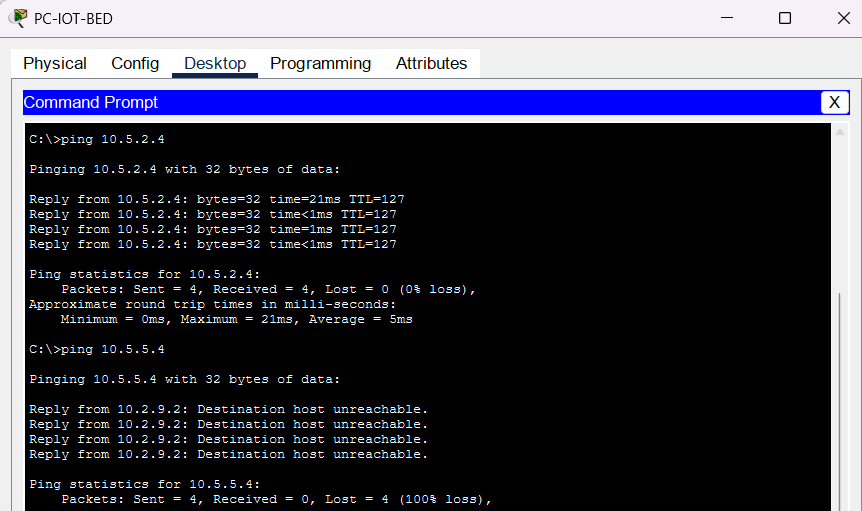 PC-IOT-BED
Physical Config Desktop Programming Attributes
Command Prompt
X
C:\>ping 10.5.2.4
Pinging 10.5.2.4 with 32 bytes of data:
Reply from 10.5.2.4: bytes=32 time=21ms TTL=127
Reply from 10.5.2.4: bytes=32 time<1ms TTL=127
Reply from 10.5.2.4: bytes=32 time=1ms TTL=127
Reply from 10.5.2.4: bytes=32 time<1ms TTL=127
Ping statistics for 10.5.2.4:
    Packets: Sent = 4, Received = 4, Lost = 0 (0% loss),
Approximate round trip times in milli-seconds:
    Minimum = 0ms, Maximum = 21ms, Average = 5ms
C:\>ping 10.5.5.4
Pinging 10.5.5.4 with 32 bytes of data:
Reply from 10.2.9.2: Destination host unreachable.
Reply from 10.2.9.2: Destination host unreachable.
Reply from 10.2.9.2: Destination host unreachable.
Reply from 10.2.9.2: Destination host unreachable.
Ping statistics for 10.5.5.4:
    Packets: Sent = 4, Received = 0, Lost = 4 (100% loss),